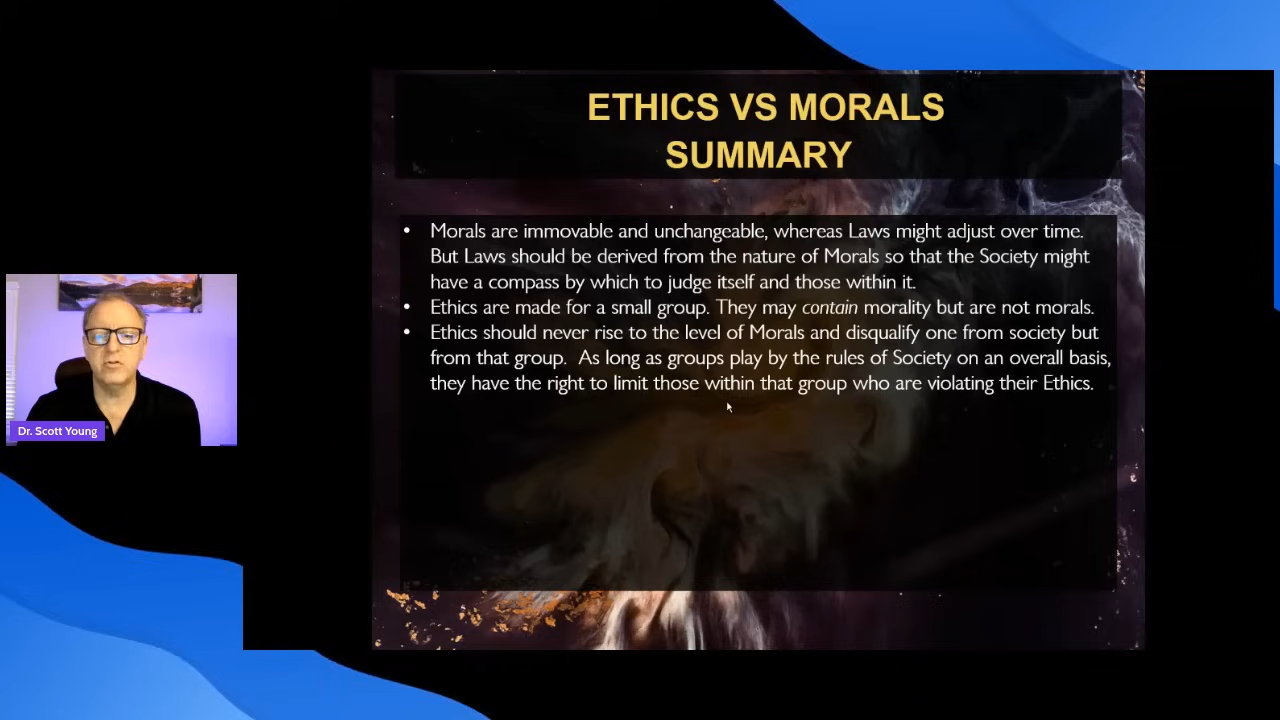 ETHICS VS MORALS
SUMMARY
• Morals are immovable and unchangeable, whereas Laws might adjust over time.
But Laws should be derived from the nature of Morals so that the Society might
have a compass by which to judge itself and those within it.
• Ethics are made for a small group. They may contain morality but are not morals.
• Ethics should never rise to the level of Morals and disqualify one from society but
from that group.  As long as groups play by the rules of Society on an overall basis,
they have the right to limit those within that group who are violating their Ethics.
Dr. Scott Young